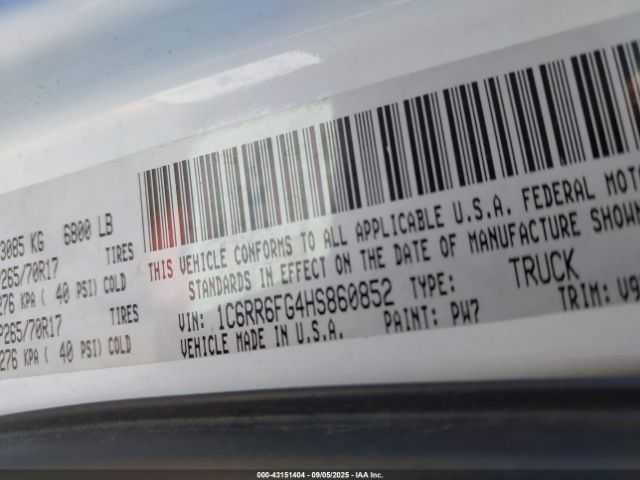 3085 KG 6800 LB
265/70R17 TIRES
276 KPA ( 40 PSI) COLD
P265/70R17 TIRES
276 KPA ( 40 PSI) COLD
THIS VEHICLE CONFORMS TO ALL APPLICABLE U.S.A. FEDERAL MOTO
STANDARDS IN EFFECT ON THE DATE OF MANUFACTURE SHOWN
VIN: 1C6RR6FG4HS860852 TYPE: TRUCK
VEHICLE MADE IN U.S.A. PAINT: PW7 TRIM: V9
000-43151404 - 09/05/2025 - IAA Inc.